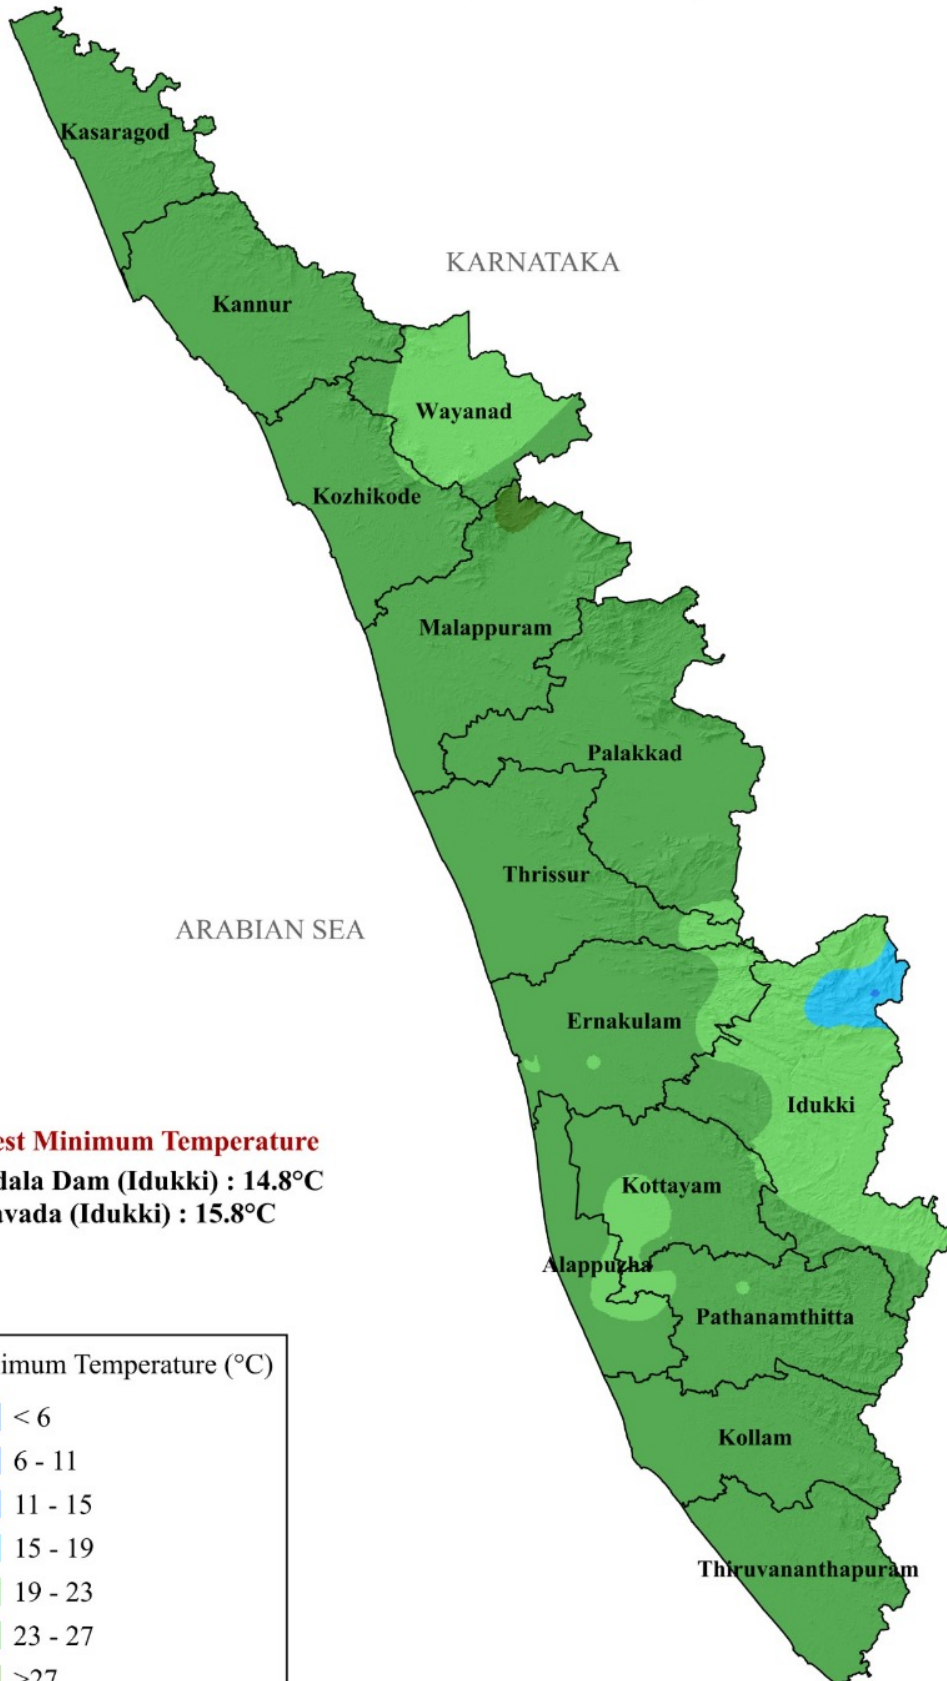 Kasaragod
KARNATAKA
Kannur
Wayanad
Kozhikode
Malappuram
Palakkad
Thrissur
ARABIAN SEA
Ernakulam
Idukki
est Minimum Temperature
dala Dam (Idukki) : 14.8°C
avada (Idukki) : 15.8°C
Kottayam
Alappuzha
Pathanamthitta
imum Temperature (°C)
< 6
6 - 11
11 - 15
15 - 19
19 - 23
23 - 27
>27
Kollam
Thiruvananthapuram